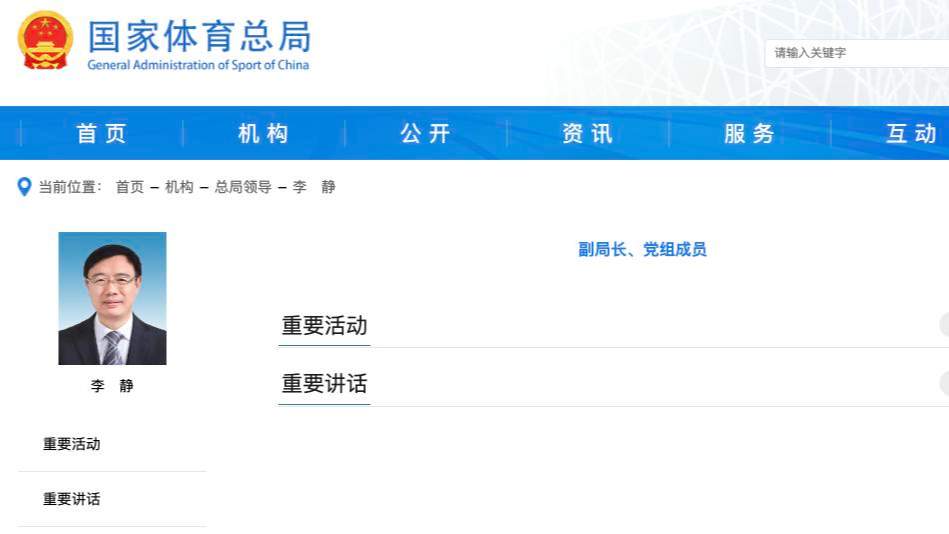 国家体育总局
General Administration of Sport of China
请输入关键字
首页 机构 公开 资讯 服务 互动
当前位置： 首页 – 机构 – 总局领导 – 李 静
副局长、党组成员
重要活动
重要讲话
李 静
重要活动
重要讲话